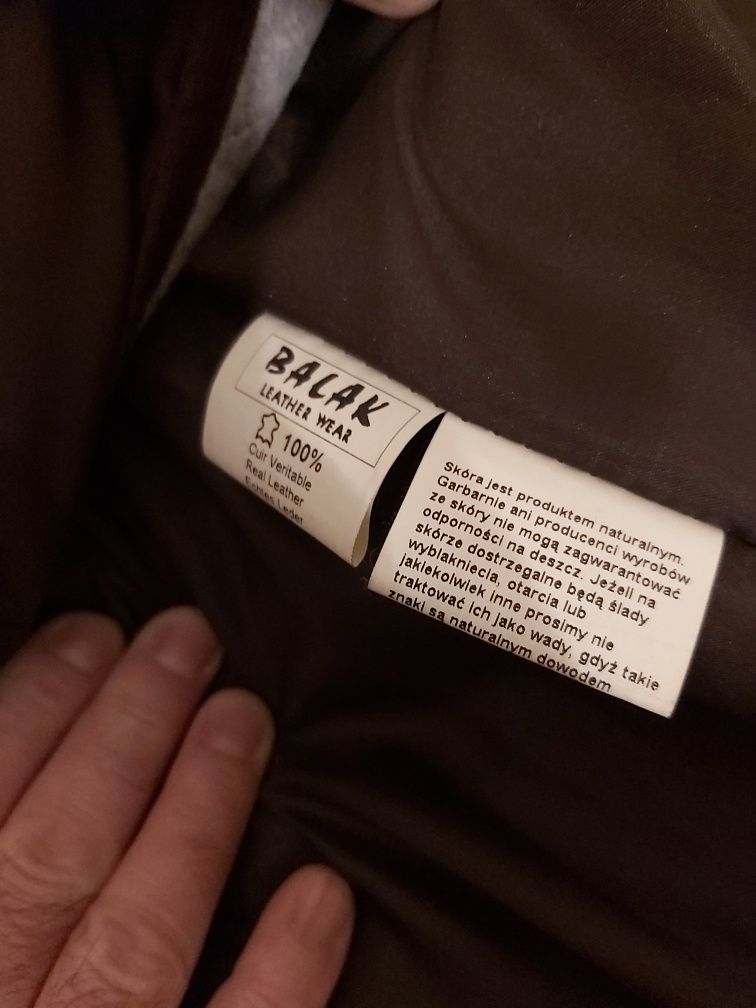 BALAK
LEATHER WEAR
100%
Cuir Veritable
Real Leather
Echtes Leder
Skóra jest produktem naturalnym.
Garbarnie ani producenci wyrobów
ze skóry nie mogą zagwarantować
odporności na deszcz. Jeżeli na
skórze dostrzegalne będą ślady
wyblaknięcia, otarcia lub
jakiekolwiek inne prosimy nie
traktować ich jako wady, gdyż takie
znaki są naturalnym dowodem